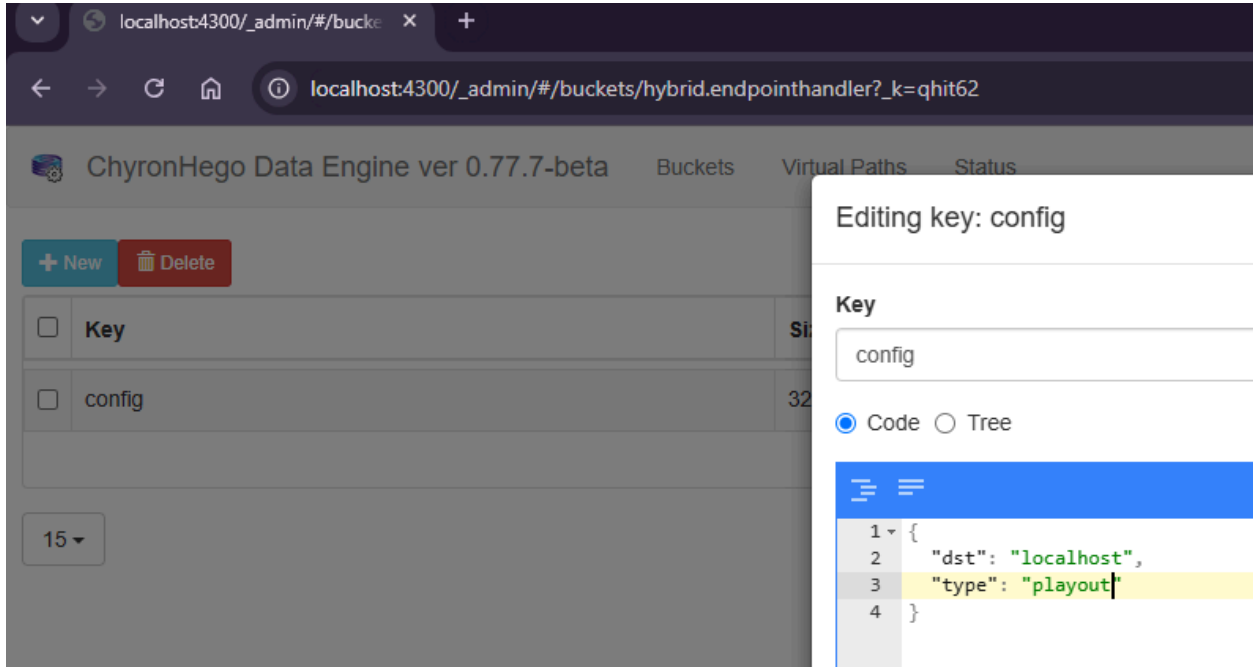 localhost:4300/_admin/#/bucke
localhost:4300/_admin/#/buckets/hybrid.endpointhandler?_k=qhit62
ChyronHego Data Engine ver 0.77.7-beta Buckets Virtual Paths Status
Editing key: config
New Delete
Key
Key
config
config 32
Code Tree
15
1 {
2 "dst": "localhost",
3 "type": "playout"
4 }